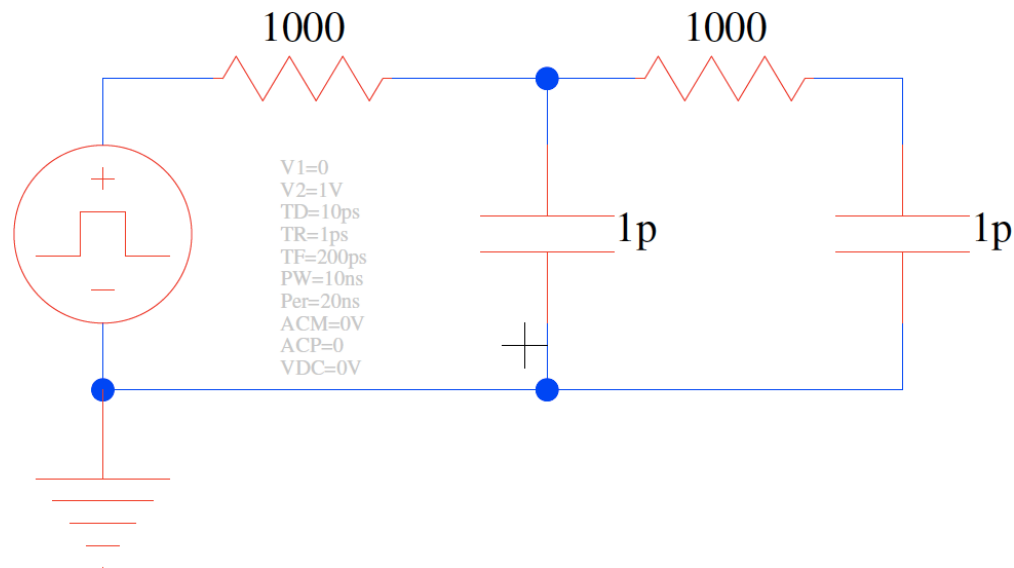 1000
1000
V1=0
V2=1V
TD=10ps
TR=1ps
TF=200ps
PW=10ns
Per=20ns
ACM=0V
ACP=0
VDC=0V
1p
1p